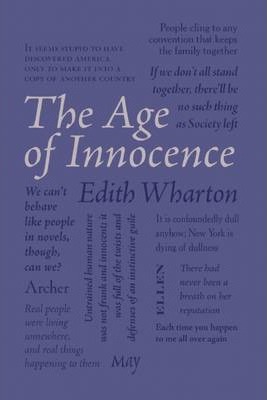 It seems stupid to have
discovered America
only to make it into a
copy of another country
People cling to any
convention that keeps
the family together
If we don't all stand
together, there'll be
no such thing
as Society left
The Age
of Innocence
Edith Wharton
We can't
behave
like people
in novels,
though,
can we?
Archer
Real people
were living
somewhere,
and real things
happening to them
Untrained human nature
was not frank and innocent; it
was full of the twists and
defenses of an instinctive guile
May
It is confoundedly dull
anyhow; New York is
dying of dullness
ELLEN
There had
never been a
breath on her
reputation
Each time you happen
to me all over again